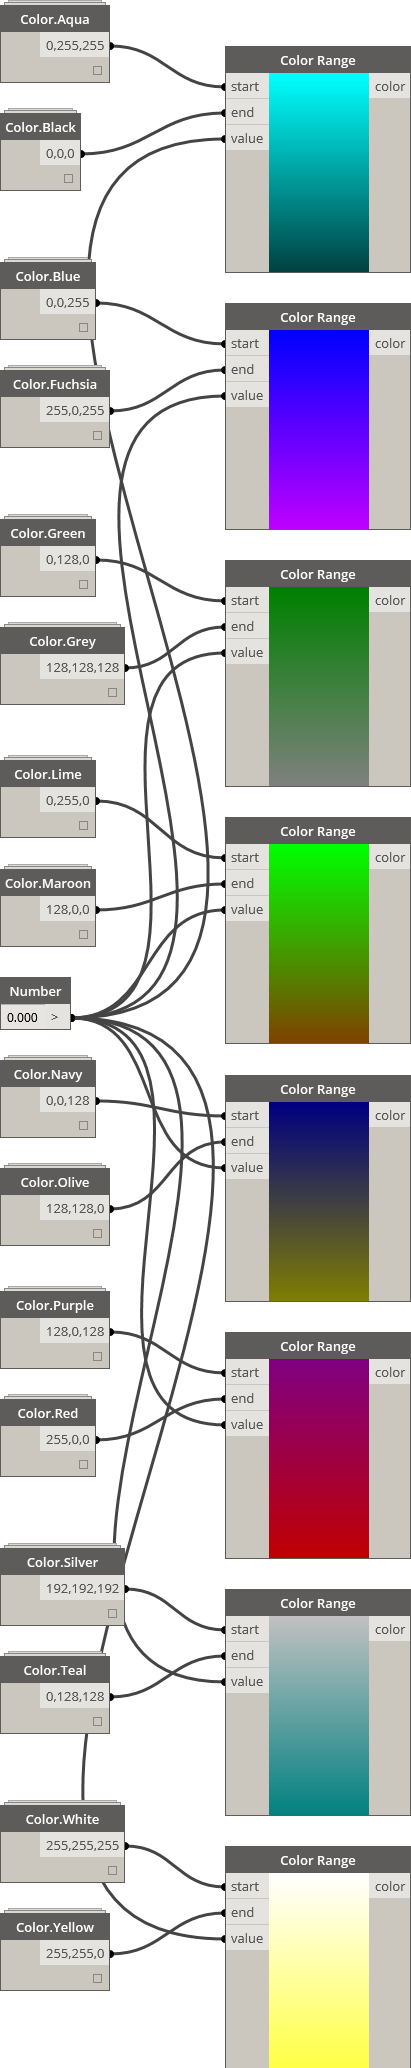 Color.Aqua
0,255,255
Color Range
start
color
end
value
Color.Black
0,0,0
Color.Blue
0,0,255
Color Range
start
color
end
value
Color.Fuchsia
255,0,255
Color.Green
0,128,0
Color Range
start
color
end
value
Color.Grey
128,128,128
Color.Lime
0,255,0
Color Range
start
color
end
value
Color.Maroon
128,0,0
Number
0.000 >
Color.Navy
0,0,128
Color Range
start
color
end
value
Color.Olive
128,128,0
Color.Purple
128,0,128
Color Range
start
color
end
value
Color.Red
255,0,0
Color.Silver
192,192,192
Color Range
start
color
end
value
Color.Teal
0,128,128
Color.White
255,255,255
Color Range
start
color
end
value
Color.Yellow
255,255,0